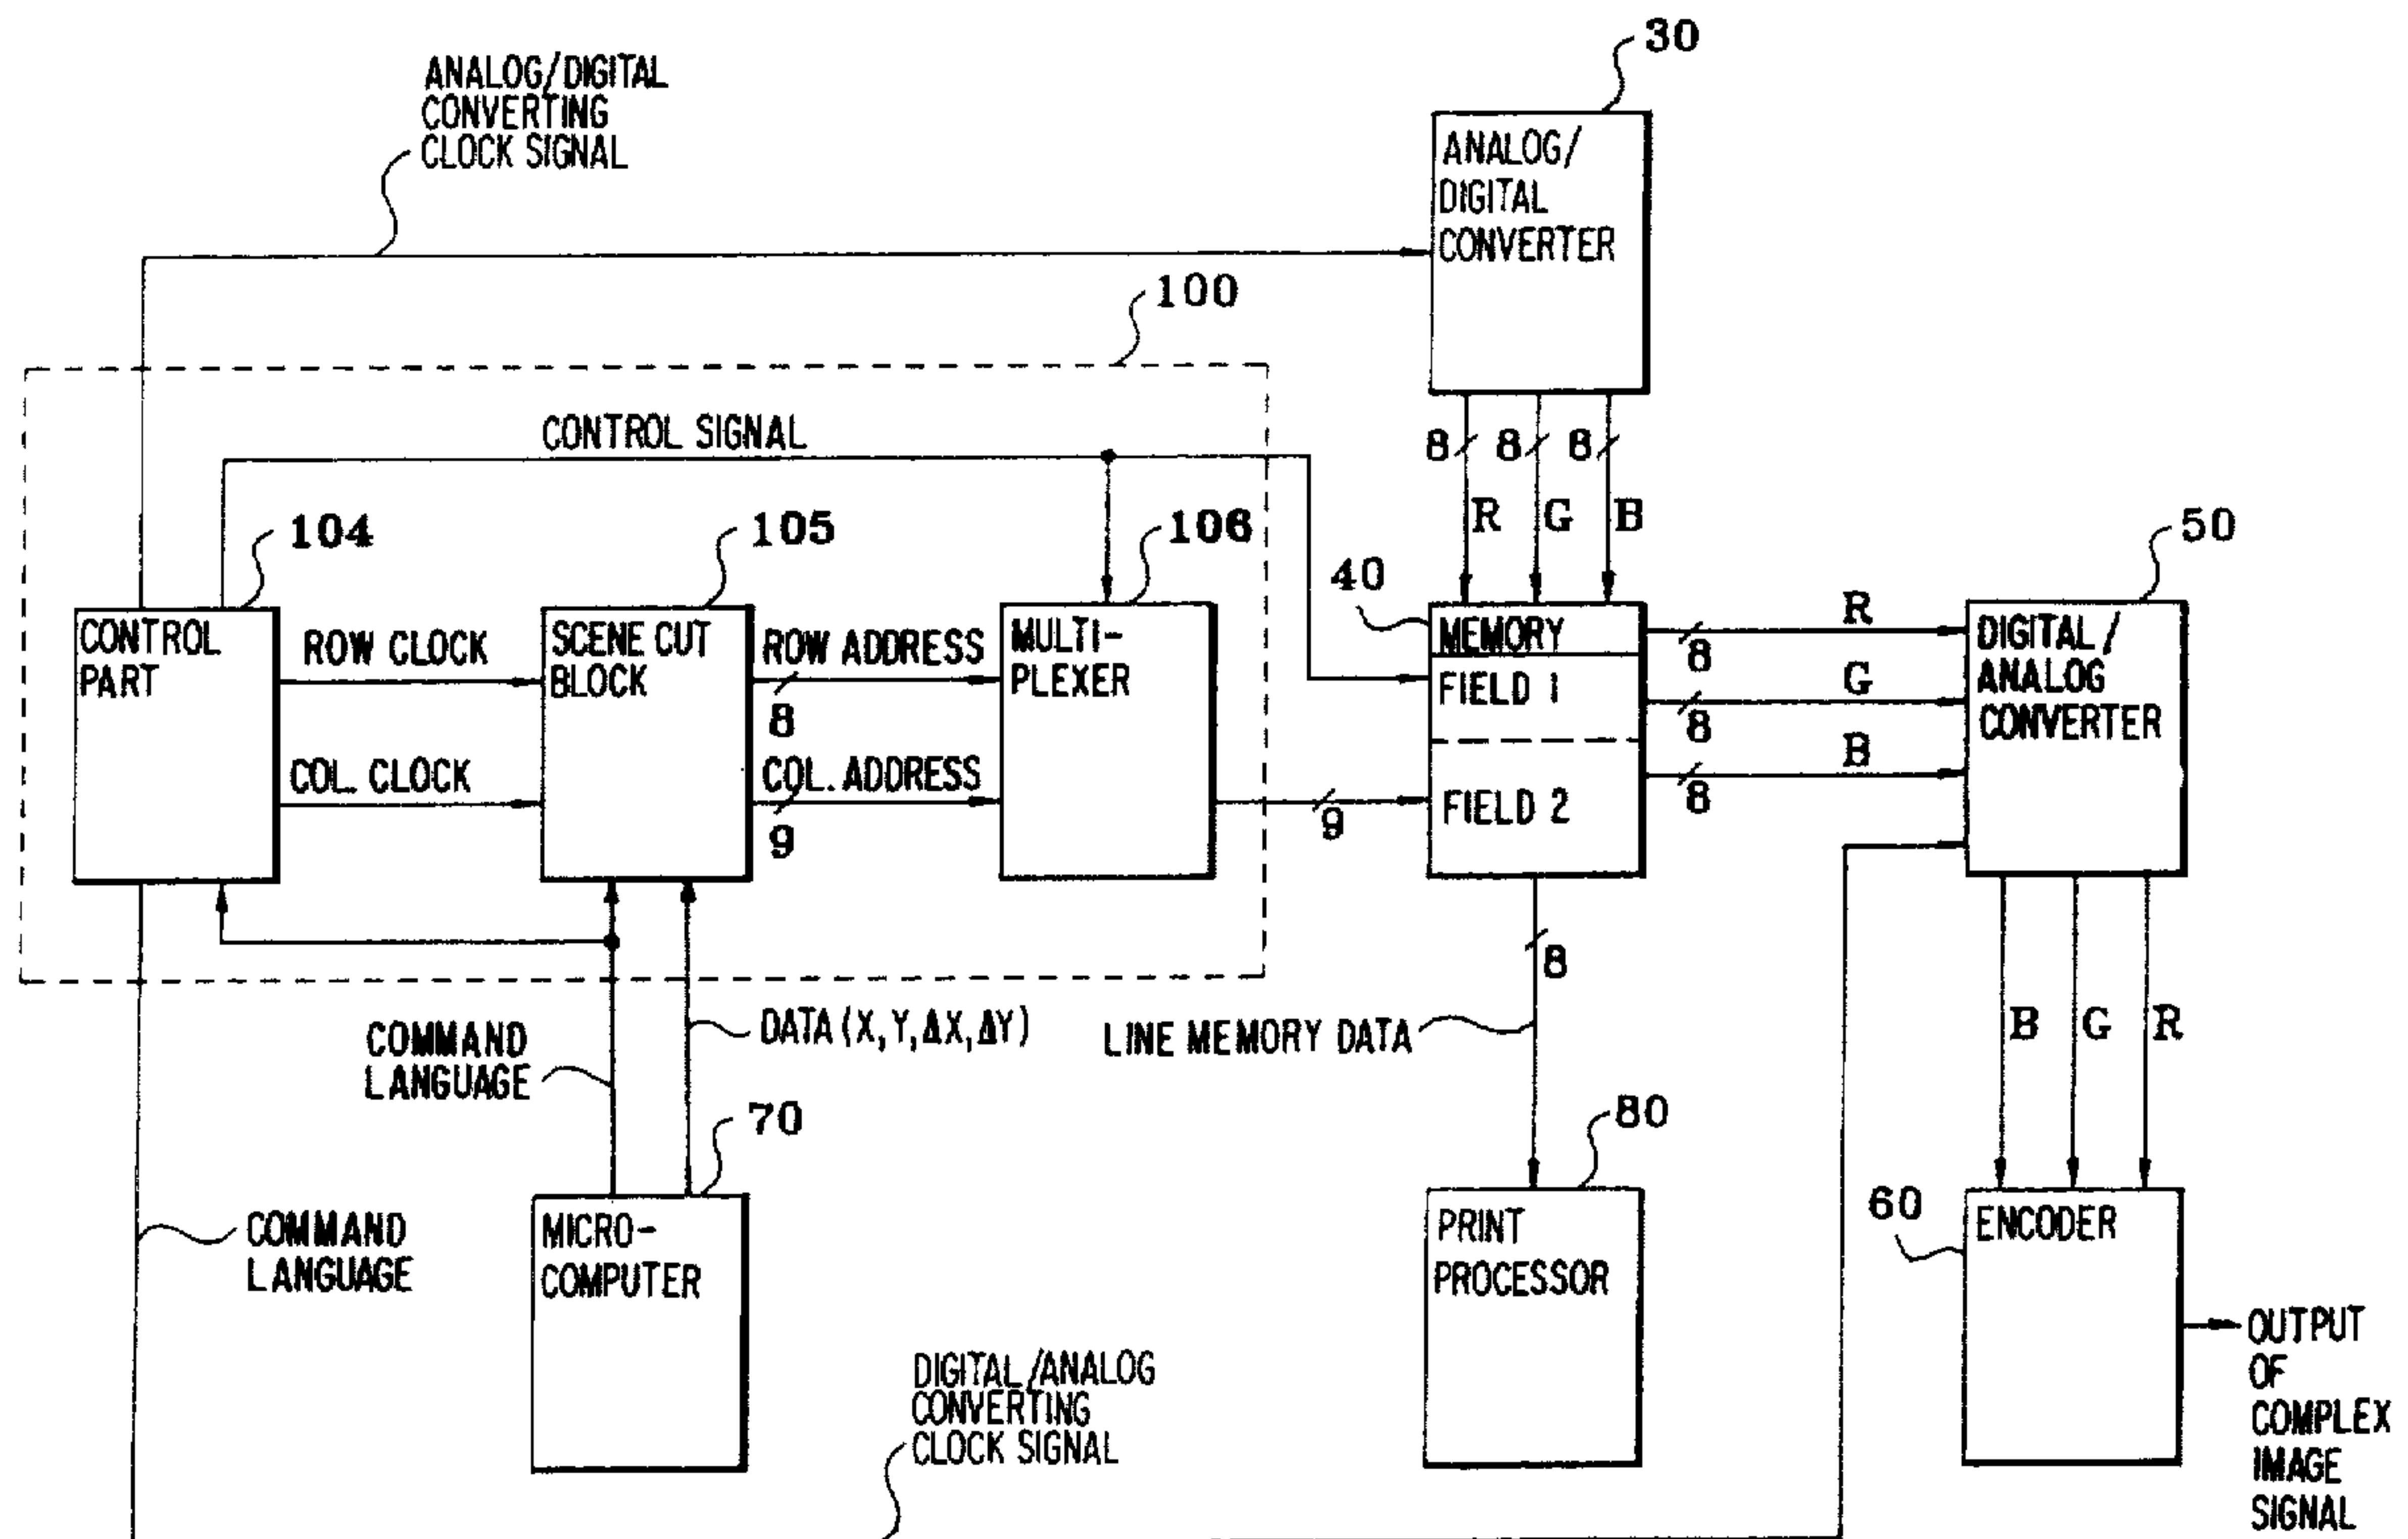 30
ANALOG/DIGITAL
CONVERTING
CLOCK SIGNAL
ANALOG/
DIGITAL
CONVERTER
100
CONTROL SIGNAL
8 8 8
R G B
104
105
106
40
50
CONTROL
PART
ROW CLOCK
COL. CLOCK
SCENE CUT
BLOCK
ROW ADDRESS
8
COL. ADDRESS
9
MULTI-
PLEXER
9
MEMORY
FIELD 1
FIELD 2
R
8
G
8
B
8
DIGITAL/
ANALOG
CONVERTER
8
COMMAND
LANGUAGE
DATA (X, Y, ΔX, ΔY)
LINE MEMORY DATA
B G R
70
80
60
COMMAND
LANGUAGE
MICRO-
COMPUTER
PRINT
PROCESSOR
ENCODER
OUTPUT
OF
COMPLEX
IMAGE
SIGNAL
DIGITAL/ANALOG
CONVERTING
CLOCK SIGNAL